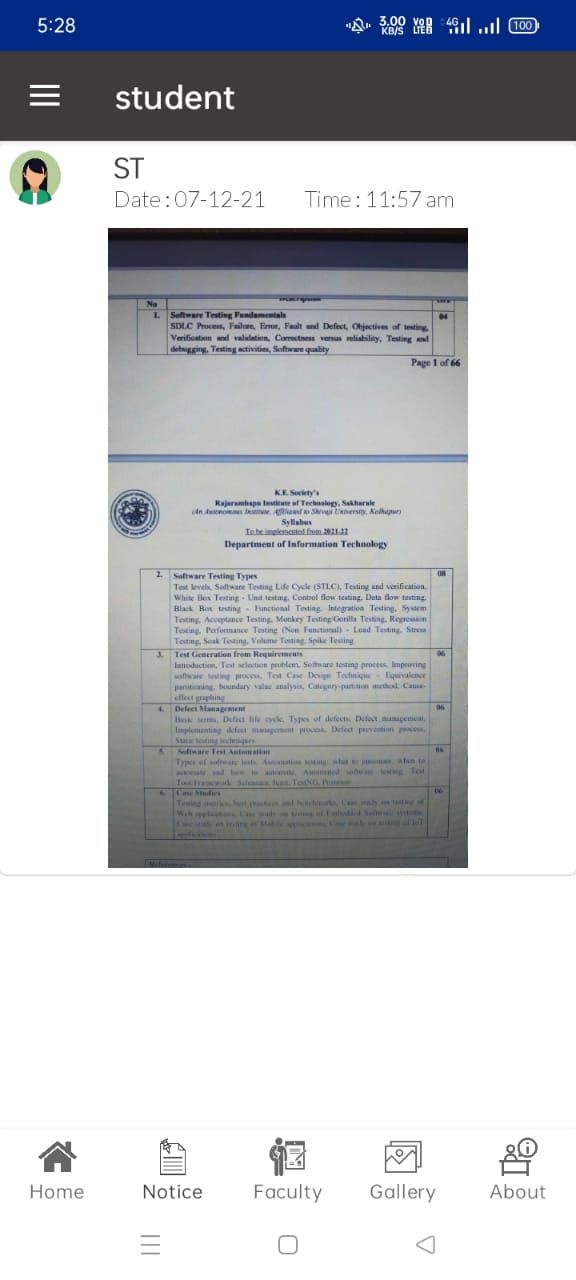 5:28
3.00 KB/S VoD LTE 4G 100
student
ST
Date : 07-12-21 Time : 11:57 am
No
1. Software Testing Fundamentals 04
SDLC Process, Failure, Error, Fault and Defect, Objectives of testing,
Verification and validation, Correctness versus reliability, Testing and
debugging, Testing activities, Software quality
Page 1 of 66
K.E. Society's
Rajarambapu Institute of Technology, Sakharale
(An Autonomous Institute, Affiliated to Shivaji University, Kolhapur)
Syllabus
To be implemented from 2021-22
Department of Information Technology
2. Software Testing Types 08
Test levels, Software Testing Life Cycle (STLC), Testing and verification,
White Box Testing - Unit testing, Control flow testing, Data flow testing,
Black Box testing - Functional Testing, Integration Testing, System
Testing, Acceptance Testing, Monkey Testing/Gorilla Testing, Regression
Testing, Performance Testing (Non Functional) - Load Testing, Stress
Testing, Soak Testing, Volume Testing, Spike Testing
3. Test Generation from Requirements 06
Introduction, Test selection problem, Software testing process, Improving
software testing process, Test Case Design Technique - Equivalence
partitioning, boundary value analysis, Category-partition method, Cause-
effect graphing
4. Defect Management 06
Basic terms, Defect life cycle, Types of defects, Defect management,
Implementing defect management process, Defect prevention process,
State testing techniques
5. Software Test Automation 06
Types of software tests, Automation testing: what to automate, when to
automate and how to automate, Automated software testing, Test
Tool/Framework: Selenium, Junit, TestNG, Postman
6. Case Studies 06
Testing metrics, best practices and benchmarks, Case study on testing of
Web applications, Case study on testing of Embedded Software systems,
Case study on testing of Mobile applications, Case study on testing of IoT
applications
References -
Home Notice Faculty Gallery About